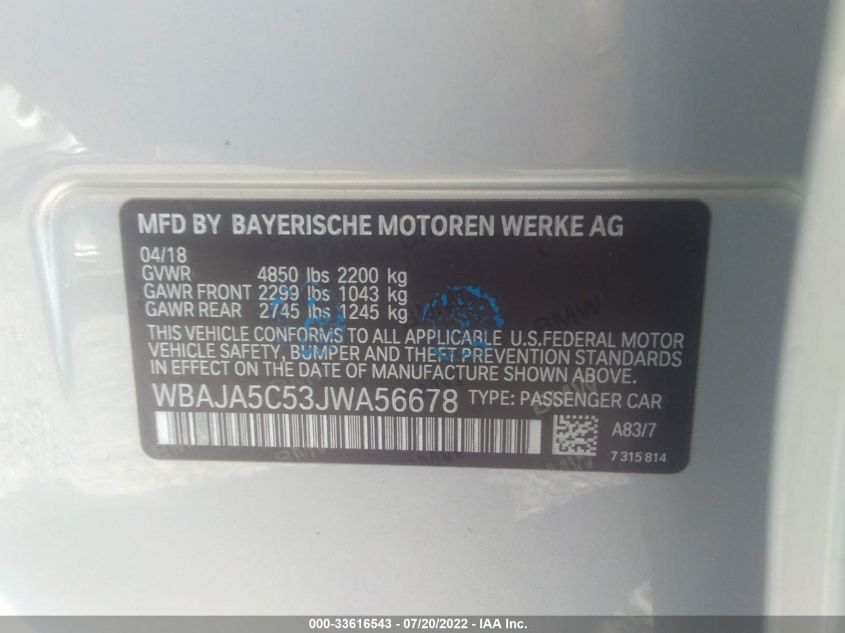 MFD BY BAYERISCHE MOTOREN WERKE AG
04/18
GVWR 4850 lbs 2200 kg
GAWR FRONT 2299 lbs 1043 kg
GAWR REAR 2745 lbs 1245 kg
THIS VEHICLE CONFORMS TO ALL APPLICABLE U.S.FEDERAL MOTOR
VEHICLE SAFETY, BUMPER AND THEFT PREVENTION STANDARDS
IN EFFECT ON THE DATE OF MANUFACTURE SHOWN ABOVE.
WBAJA5C53JWA56678 TYPE: PASSENGER CAR
A83/7
7 315 814
000-33616543 - 07/20/2022 - IAA Inc.